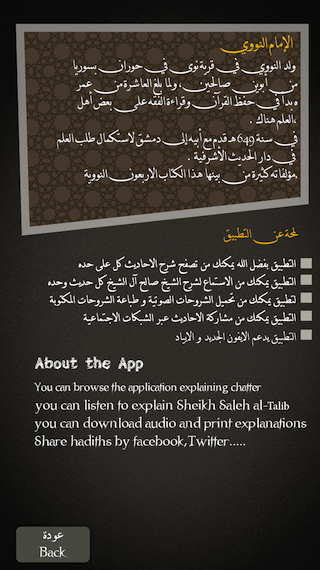 الإمام النووي
ولد النووي في قرية نوى في حوران بسوريا
من أبوين صالحين ، ولما بلغ العاشرة من عمر
ه بدأ في حفظ القرآن وقراءة الفقه على بعض أهل
العلم هناك .
في سنة 649 هـ قدم مع أبيه إلى دمشق لاستكمال طلب العلم
في دار الحديث الأشرفية .
مؤلفاته كثيرة من بينها هذا الكتاب الاربعون النووية,
لمحة عن التطبيق
التطبيق بفضل الله يمكنك من تصفح شرح الاحاديث كل على حده
التطبيق يمكنك من الاستماع لشرح الشيخ صالح آل الشيخ كل حديث وحده
التطبيق يمكنك من تحميل الشروحات الصوتية و طباعة الشروحات المكتوبة
التطبيق يمكنك من مشاركة الاحاديث عبر الشبكات الاجتماعية
التطبيق يدعم الايفون الجديد و الايباد
About the App
You can browse the application explaining chatter
you can listen to explain Sheikh Saleh al-Talib
you can download audio and print explanations
Share hadiths by facebook,Twitter.....
عودة
Back